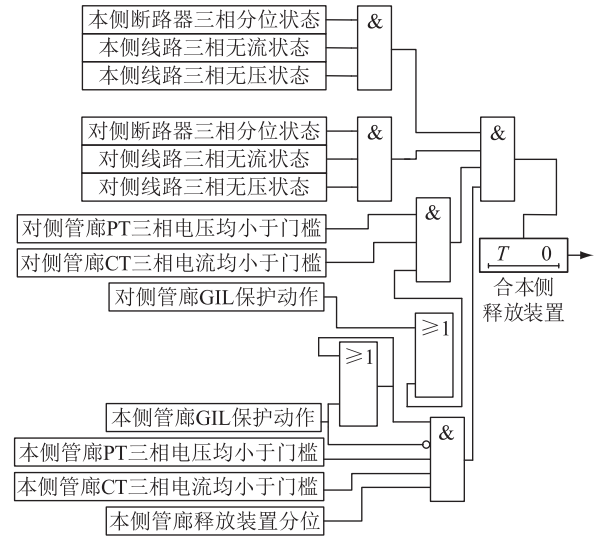 本侧断路器三相分位状态
本侧线路三相无流状态
本侧线路三相无压状态
&
对侧断路器三相分位状态
对侧线路三相无流状态
对侧线路三相无压状态
&
&
对侧管廊PT三相电压均小于门槛
对侧管廊CT三相电流均小于门槛
&
T 0
合本侧
释放装置
对侧管廊GIL保护动作
≥1
≥1
本侧管廊GIL保护动作
本侧管廊PT三相电压均小于门槛
本侧管廊CT三相电流均小于门槛
本侧管廊释放装置分位
&